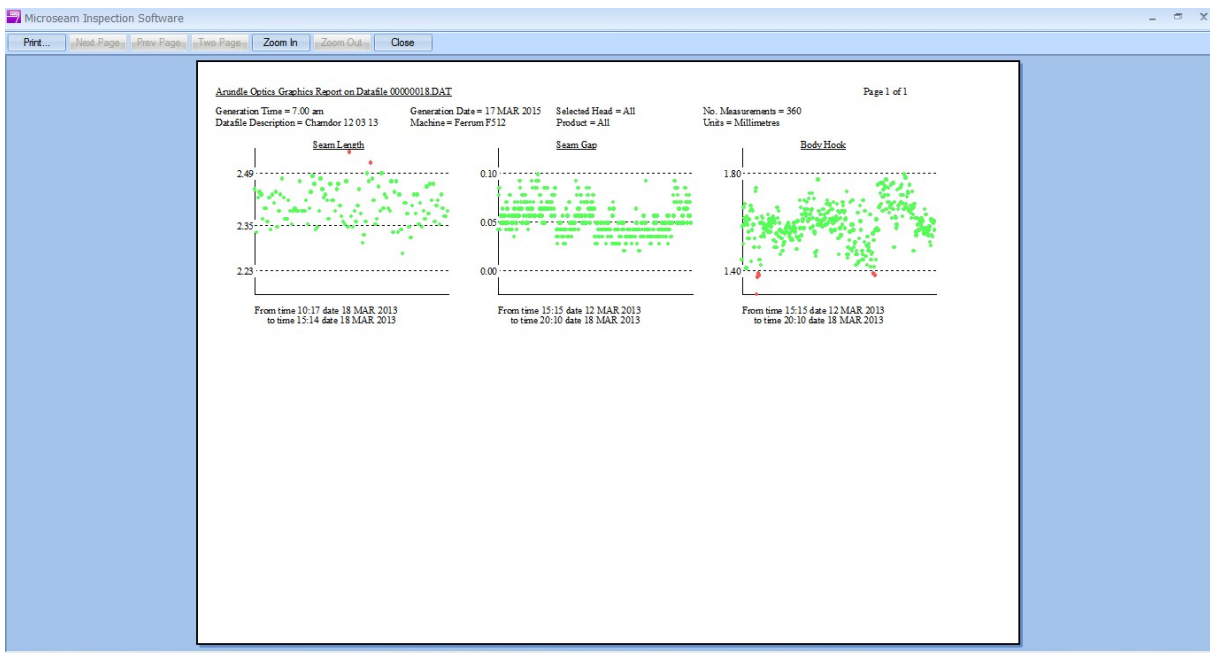 Microseam Inspection Software
Print... Next Page Prev Page Two Page Zoom In Zoom Out Close
Arundle Optics Graphics Report on Datafile 00000018.DAT Page 1 of 1
Generation Time = 7.00 am Generation Date = 17 MAR 2015 Selected Head = All No. Measurements = 360
Datafile Description = Chamdor 12 03 13 Machine = Ferrum F512 Product = All Units = Millimetres
Seam Length
2.49
2.35
2.23
From time 10:17 date 18 MAR 2013
to time 15:14 date 18 MAR 2013
Seam Gap
0.10
0.05
0.00
From time 15:15 date 12 MAR 2013
to time 20:10 date 18 MAR 2013
Body Hook
1.80
1.40
From time 15:15 date 12 MAR 2013
to time 20:10 date 18 MAR 2013